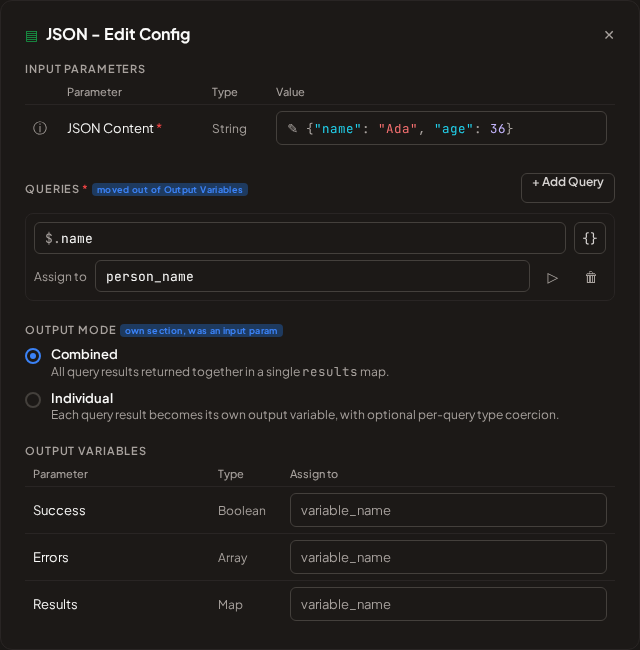 JSON - Edit Config
INPUT PARAMETERS
Parameter Type Value
JSON Content * String {"name": "Ada", "age": 36}
QUERIES * moved out of Output Variables + Add Query
$.name {}
Assign to person_name
OUTPUT MODE own section, was an input param
Combined
All query results returned together in a single results map.
Individual
Each query result becomes its own output variable, with optional per-query type coercion.
OUTPUT VARIABLES
Parameter Type Assign to
Success Boolean variable_name
Errors Array variable_name
Results Map variable_name